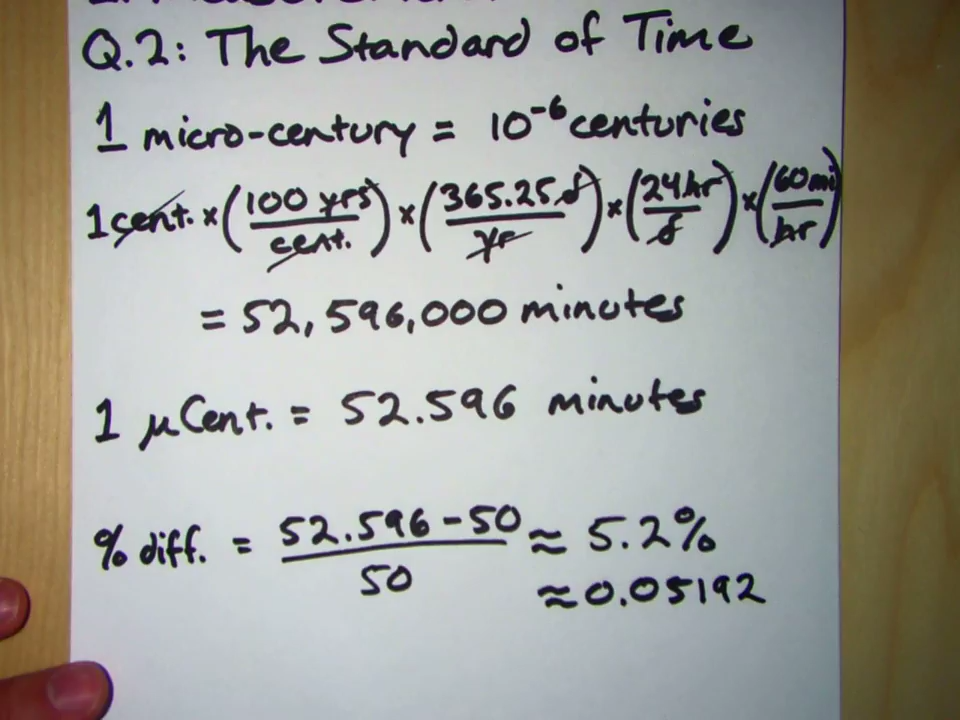 Q.2: The Standard of Time
1 micro-century = 10⁻⁶ centuries
1 cent. × (100 yrs / cent.) × (365.25 d / yr) × (24 hr / d) × (60 mi / hr)
= 52,596,000 minutes
1 μCent. = 52.596 minutes
% diff. = 52.596 - 50 / 50 ≈ 5.2%
≈ 0.05192